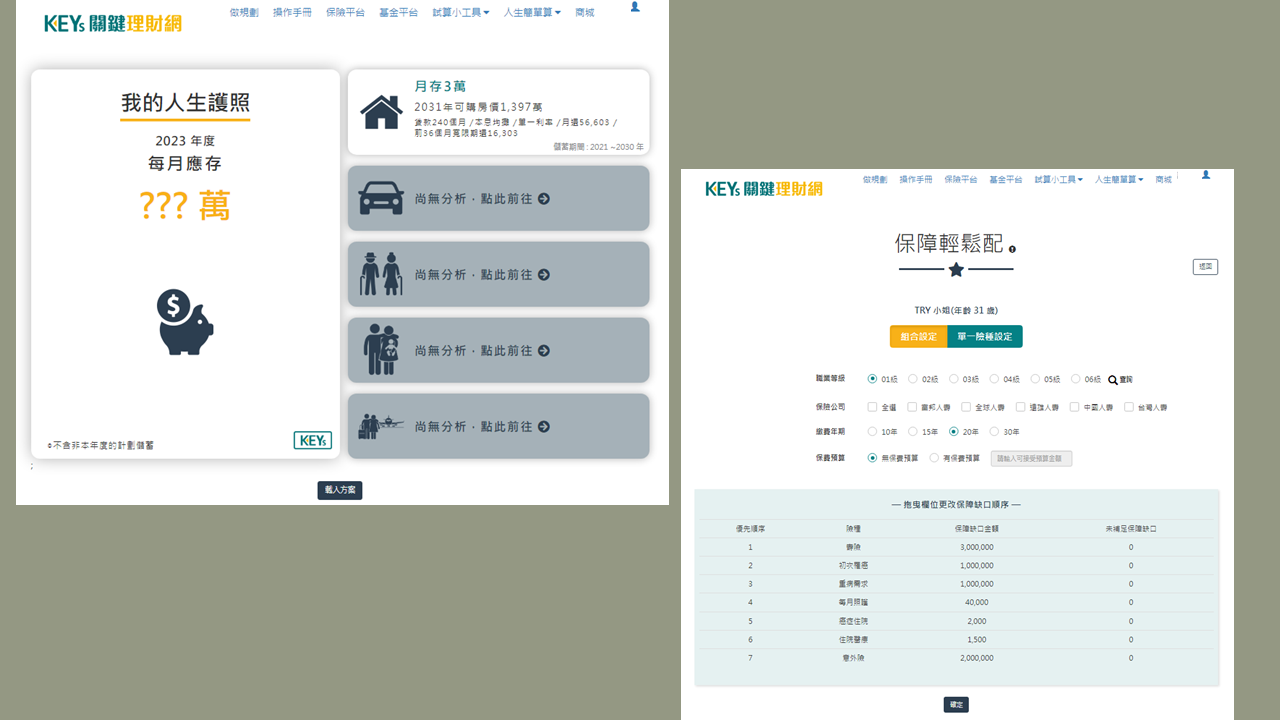 KEYs 關鍵理財網
做規劃 操作手冊 保險平台 基金平台 試算小工具 人生簡單算 商城
我的人生護照
2023 年度
每月應存
??? 萬
不含非本年度的計劃儲蓄
KEYs
月存3萬
2031年可購房價1,397萬
貸款240個月 /本息均攤 /單一利率 /月還56,603 /
前36個月寬限期還16,303
儲蓄期間 : 2021 ~2030 年
尚無分析，點此前往
尚無分析，點此前往
尚無分析，點此前往
尚無分析，點此前往
;
載入方案
KEYs 關鍵理財網
做規劃 操作手冊 保險平台 基金平台 試算小工具 人生簡單算 商城
保障輕鬆配
返回
TRY 小姐(年齡 31 歲)
組合設定 單一險種設定
職業等級 01級 02級 03級 04級 05級 06級 查詢
保險公司 全選 富邦人壽 全球人壽 遠雄人壽 中國人壽 台灣人壽
繳費年期 10年 15年 20年 30年
保費預算 無保費預算 有保費預算 請輸入可接受預算金額
— 拖曳欄位更改保障缺口順序 —
優先順序 險種 保障缺口金額 未補足保障缺口
1 壽險 3,000,000 0
2 初次罹癌 1,000,000 0
3 重病需求 1,000,000 0
4 每月照護 40,000 0
5 癌症住院 2,000 0
6 住院醫療 1,500 0
7 意外險 2,000,000 0
確定